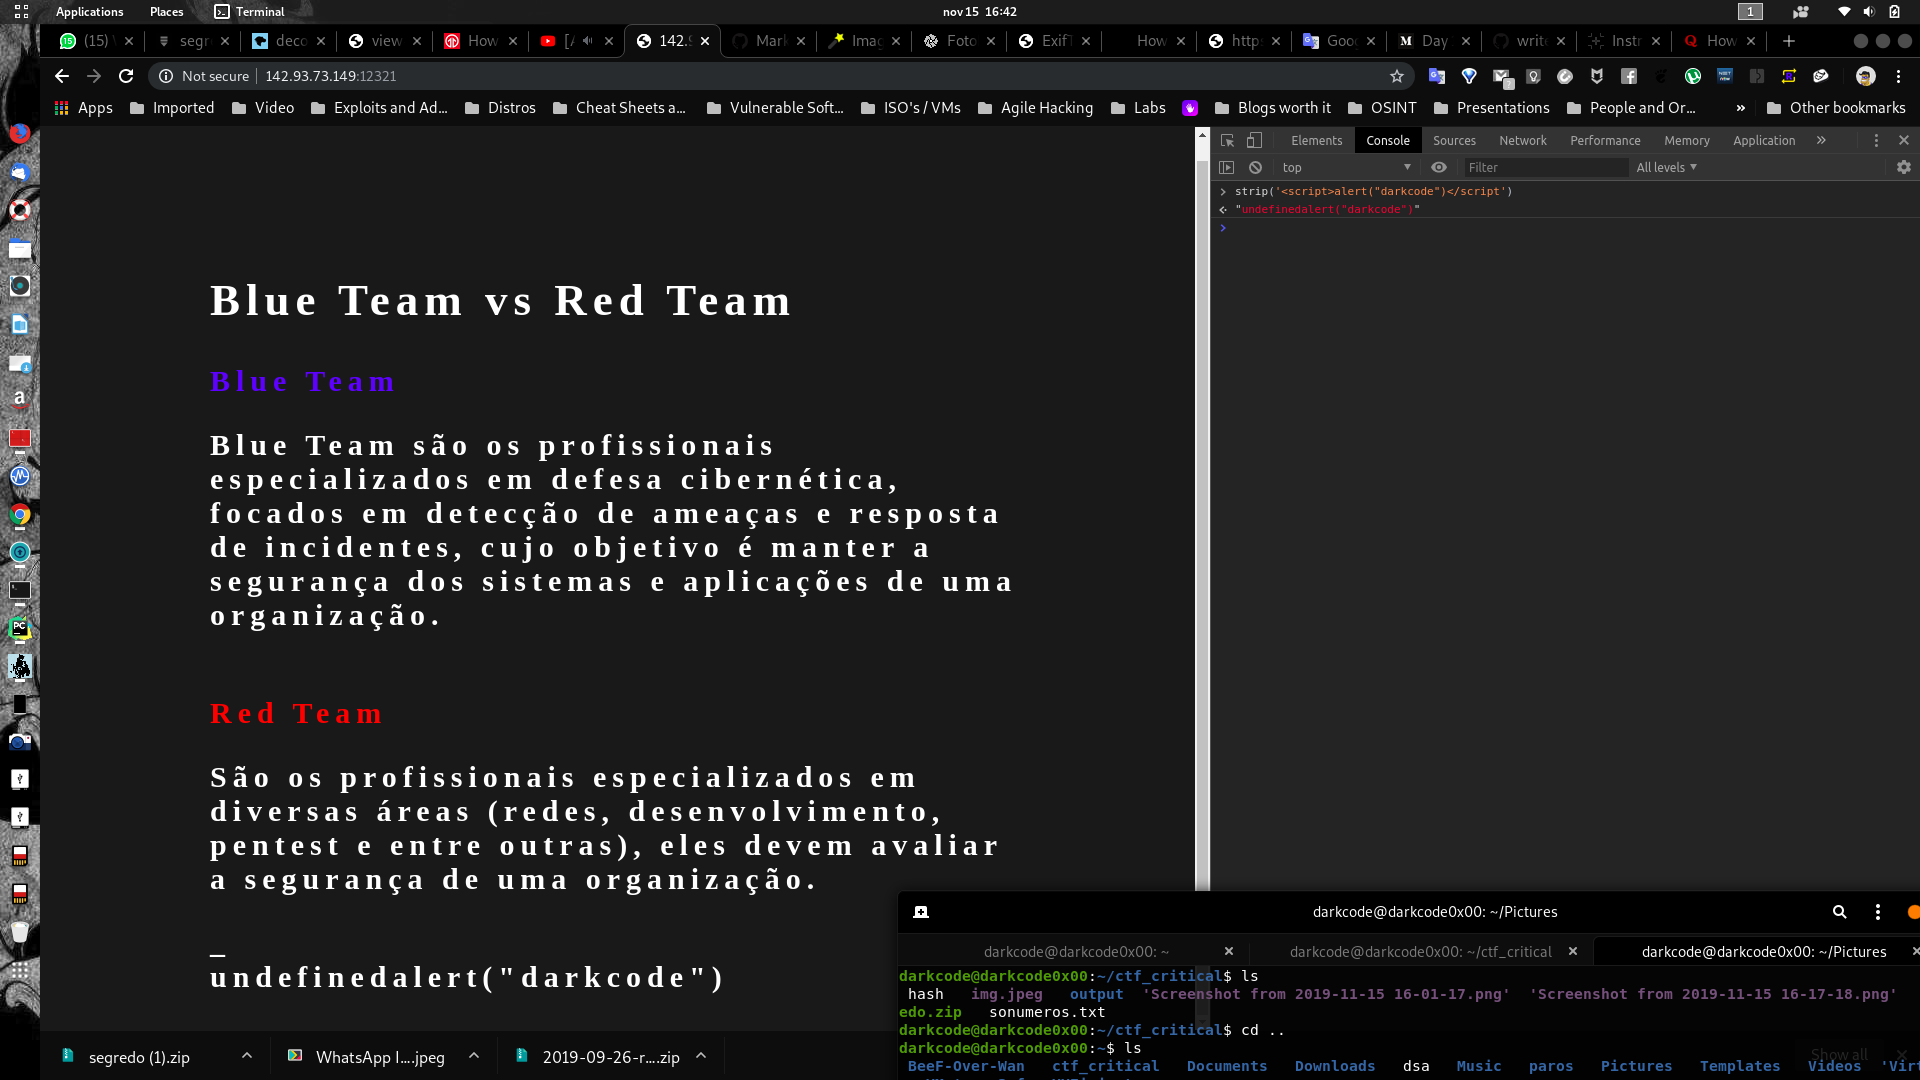 Applications Places Terminal nov 15 16:42 1
(15) segr deco view How [A 142.9 Mark Imag Foto ExifT How http Goog Day write Instr How
Not secure 142.93.73.149:12321
Apps Imported Video Exploits and Ad... Distros Cheat Sheets a... Vulnerable Soft... ISO's / VMs Agile Hacking Labs Blogs worth it OSINT Presentations People and Or... » Other bookmarks
Elements Console Sources Network Performance Memory Application »
top Filter All levels
strip('<script>alert("darkcode")</script')
"undefinedalert("darkcode")"
Blue Team vs Red Team
Blue Team
Blue Team são os profissionais
especializados em defesa cibernética,
focados em detecção de ameaças e resposta
de incidentes, cujo objetivo é manter a
segurança dos sistemas e aplicações de uma
organização.
Red Team
São os profissionais especializados em
diversas áreas (redes, desenvolvimento,
pentest e entre outras), eles devem avaliar
a segurança de uma organização.
_
undefinedalert("darkcode")
darkcode@darkcode0x00: ~/Pictures
darkcode@darkcode0x00: ~ darkcode@darkcode0x00: ~/ctf_critical darkcode@darkcode0x00: ~/Pictures
darkcode@darkcode0x00:~/ctf_critical$ ls
hash img.jpeg output 'Screenshot from 2019-11-15 16-01-17.png' 'Screenshot from 2019-11-15 16-17-18.png'
edo.zip sonumeros.txt
darkcode@darkcode0x00:~/ctf_critical$ cd ..
darkcode@darkcode0x00:~$ ls
BeeF-Over-Wan ctf_critical Documents Downloads dsa Music paros Pictures Templates Videos 'Virt
segredo (1).zip WhatsApp I....jpeg 2019-09-26-r....zip Show all